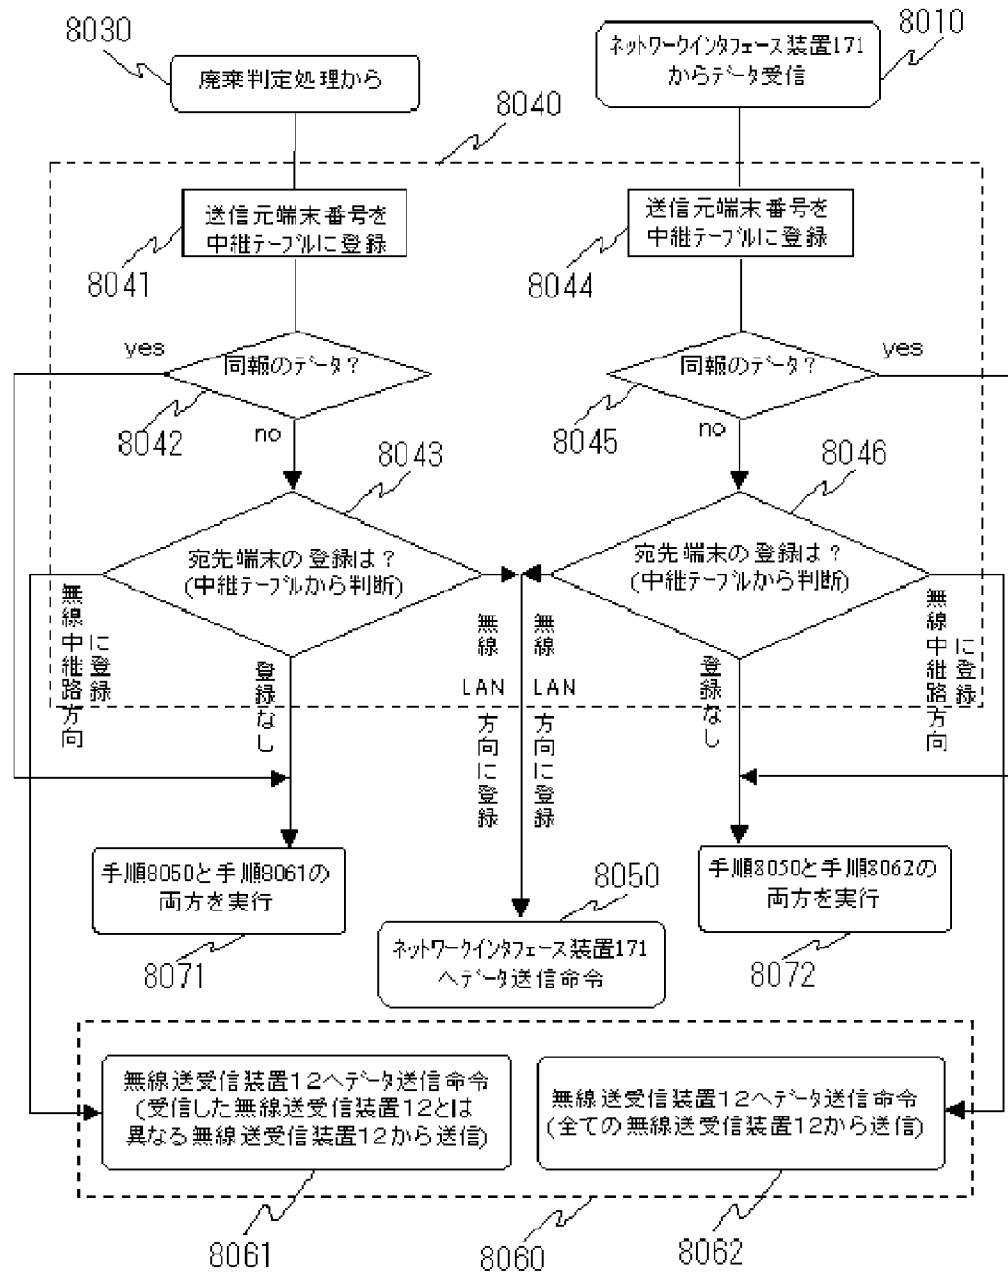 8030
廃棄判定処理から
8010
ネットワークインタフェース装置171
からデータ受信
8040
送信元端末番号を
中継テーブルに登録
8041
送信元端末番号を
中継テーブルに登録
8044
yes
同報のデータ?
8042
no
同報のデータ?
yes
8045
no
8043
宛先端末の登録は?
(中継テーブルから判断)
8046
宛先端末の登録は?
(中継テーブルから判断)
無線中継路方向
に登録
登録なし
無線LAN方向に登録
無線LAN方向に登録
登録なし
無線中継路方向
に登録
手順8050と手順8061の
両方を実行
8071
8050
ネットワークインタフェース装置171
へデータ送信命令
手順8050と手順8062の
両方を実行
8072
無線送受信装置12へデータ送信命令
(受信した無線送受信装置12とは
異なる無線送受信装置12から送信)
8061
無線送受信装置12へデータ送信命令
(全ての無線送受信装置12から送信)
8060
8062